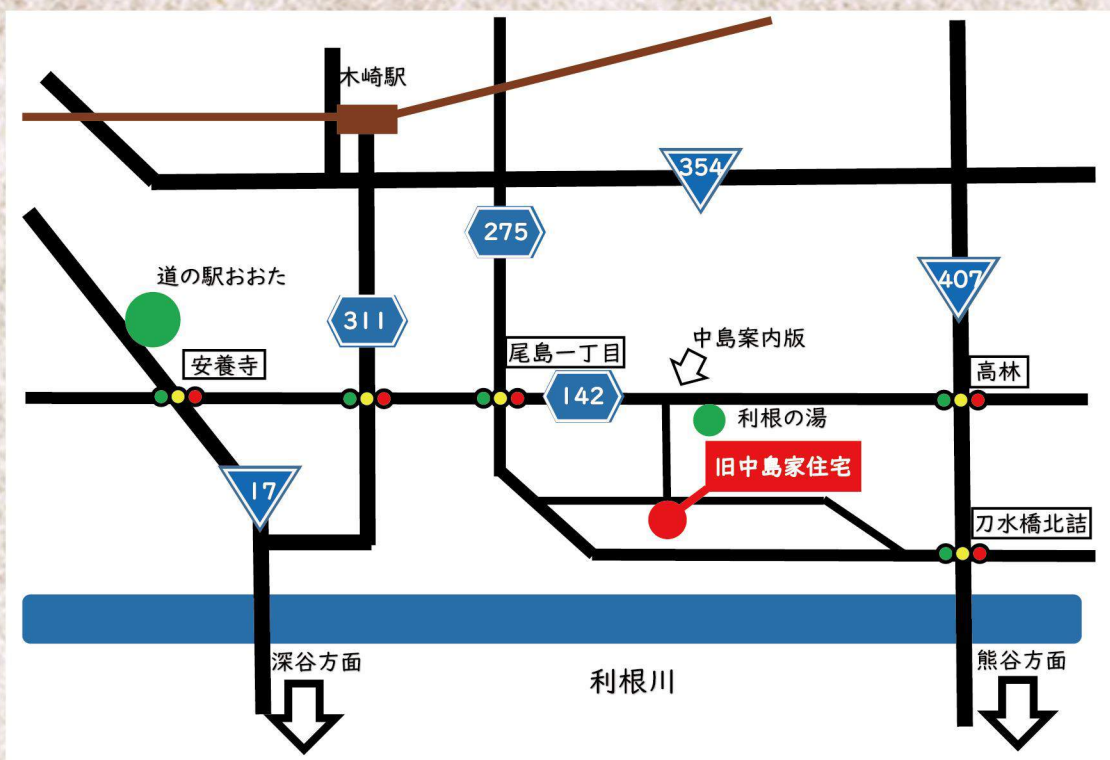 木崎駅
354
275
407
道の駅おおた
311
中島案内版
尾島一丁目
安養寺
高林
142
利根の湯
旧中島家住宅
17
刀水橋北詰
深谷方面
熊谷方面
利根川